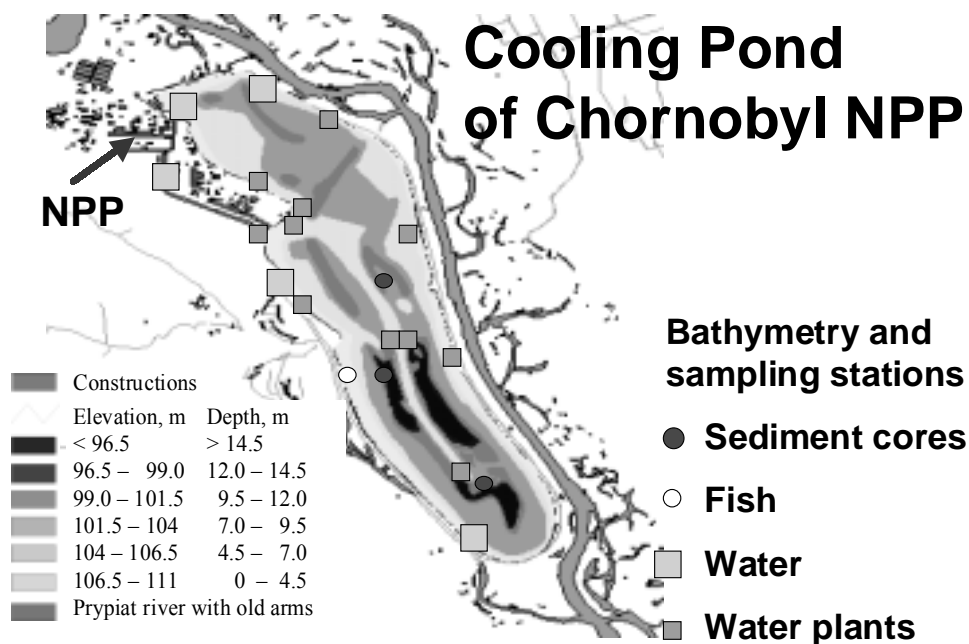 Cooling Pond
of Chornobyl NPP
NPP
Bathymetry and
sampling stations
Sediment cores
Fish
Water
Water plants
Constructions
Elevation, m Depth, m
< 96.5 > 14.5
96.5 – 99.0 12.0 – 14.5
99.0 – 101.5 9.5 – 12.0
101.5 – 104 7.0 – 9.5
104 – 106.5 4.5 – 7.0
106.5 – 111 0 – 4.5
Prypiat river with old arms